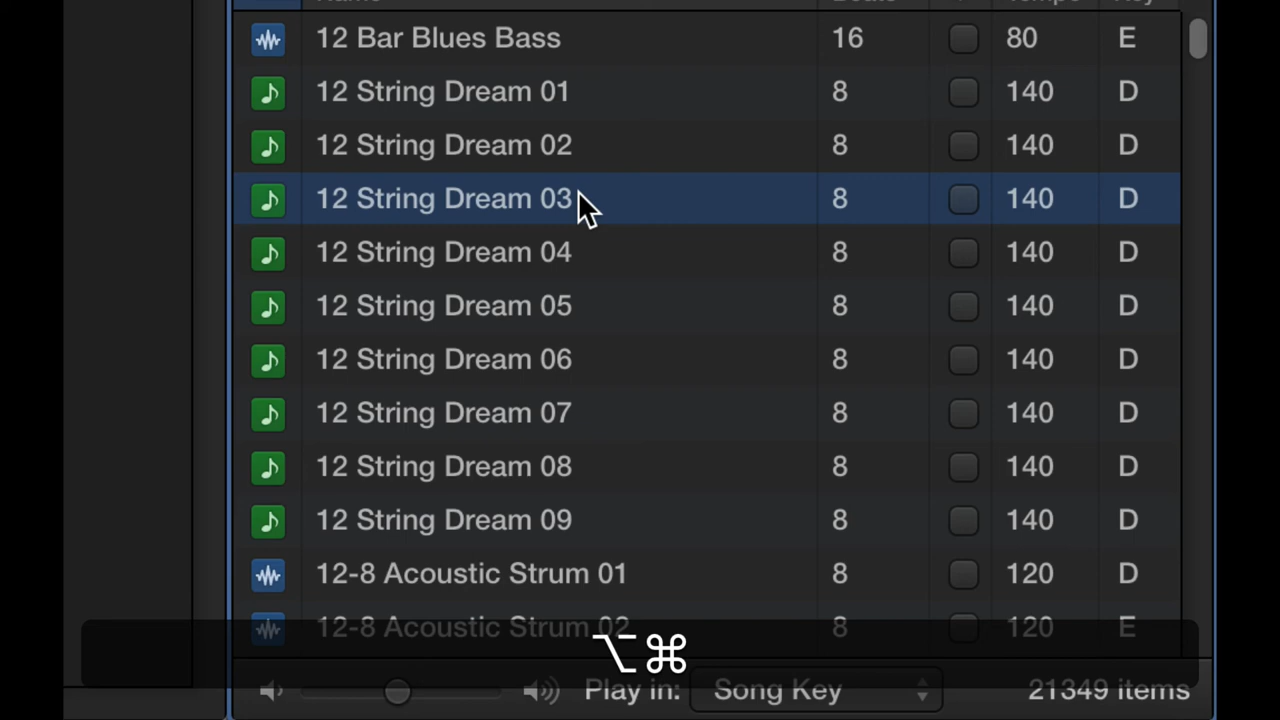 Name Beats Tempo Key
12 Bar Blues Bass 16 80 E
12 String Dream 01 8 140 D
12 String Dream 02 8 140 D
12 String Dream 03 8 140 D
12 String Dream 04 8 140 D
12 String Dream 05 8 140 D
12 String Dream 06 8 140 D
12 String Dream 07 8 140 D
12 String Dream 08 8 140 D
12 String Dream 09 8 140 D
12-8 Acoustic Strum 01 8 120 D
12-8 Acoustic Strum 02 8 120 E
⌥⌘
Play in: Song Key 21349 items